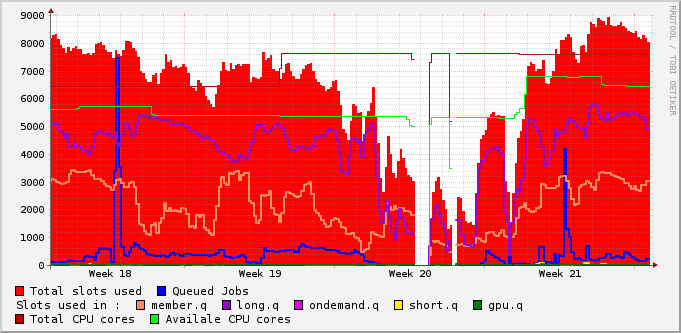 RRDTOOL / TOBI OETIKER
9000
8000
7000
6000
5000
4000
3000
2000
1000
0
Week 18 Week 19 Week 20 Week 21
Total slots used Queued Jobs
Slots used in : member.q long.q ondemand.q short.q gpu.q
Total CPU cores Availale CPU cores